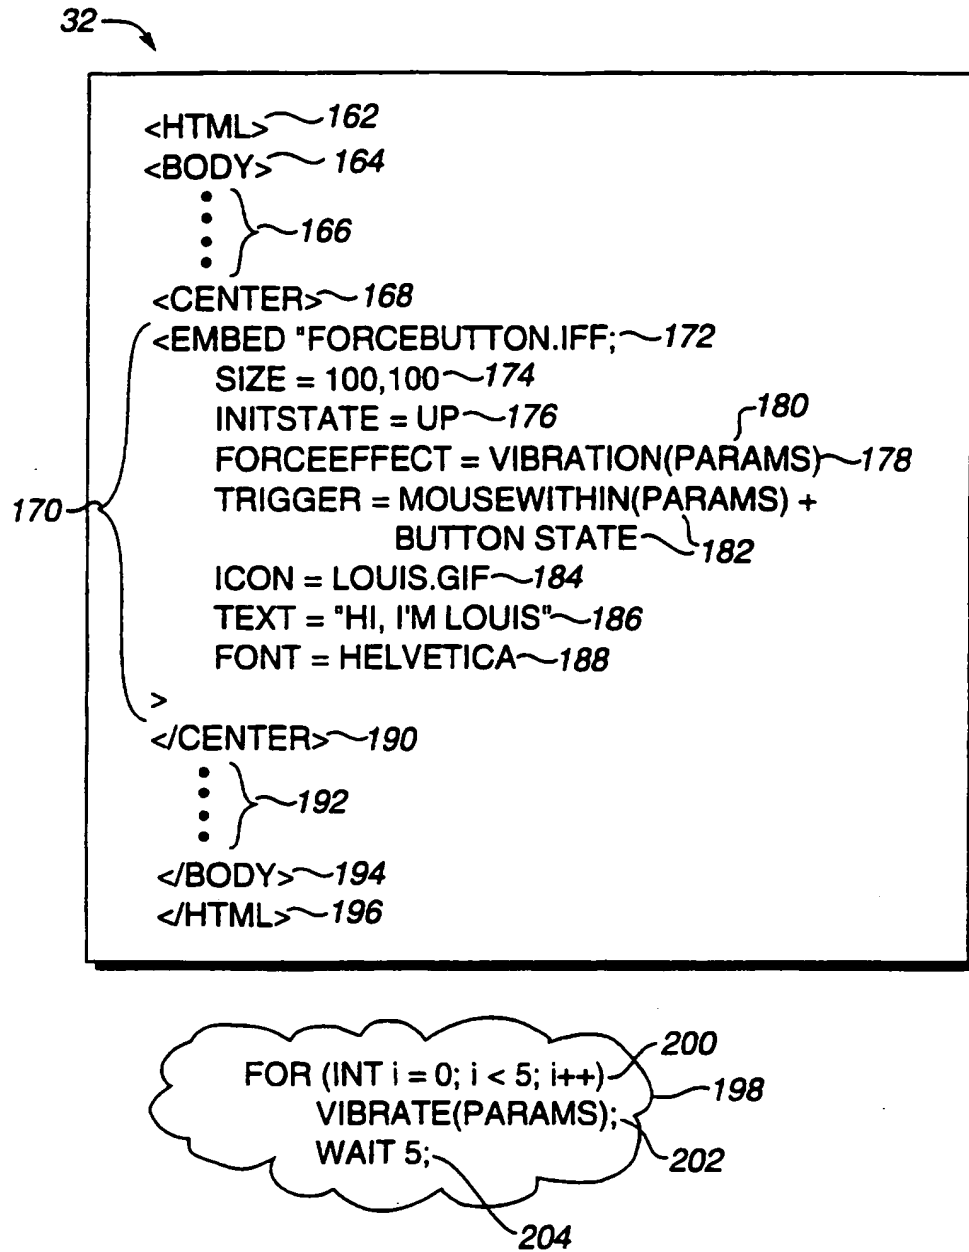 32
<HTML> 162
<BODY> 164
166
<CENTER> 168
<EMBED "FORCEBUTTON.IFF; 172
SIZE = 100,100 174
INITSTATE = UP 176
180
FORCEEFFECT = VIBRATION(PARAMS) 178
170
TRIGGER = MOUSEWITHIN(PARAMS) +
BUTTON STATE 182
ICON = LOUIS.GIF 184
TEXT = "HI, I'M LOUIS" 186
FONT = HELVETICA 188
>
</CENTER> 190
192
</BODY> 194
</HTML> 196
200
FOR (INT i = 0; i < 5; i++)
198
VIBRATE(PARAMS);
202
WAIT 5;
204